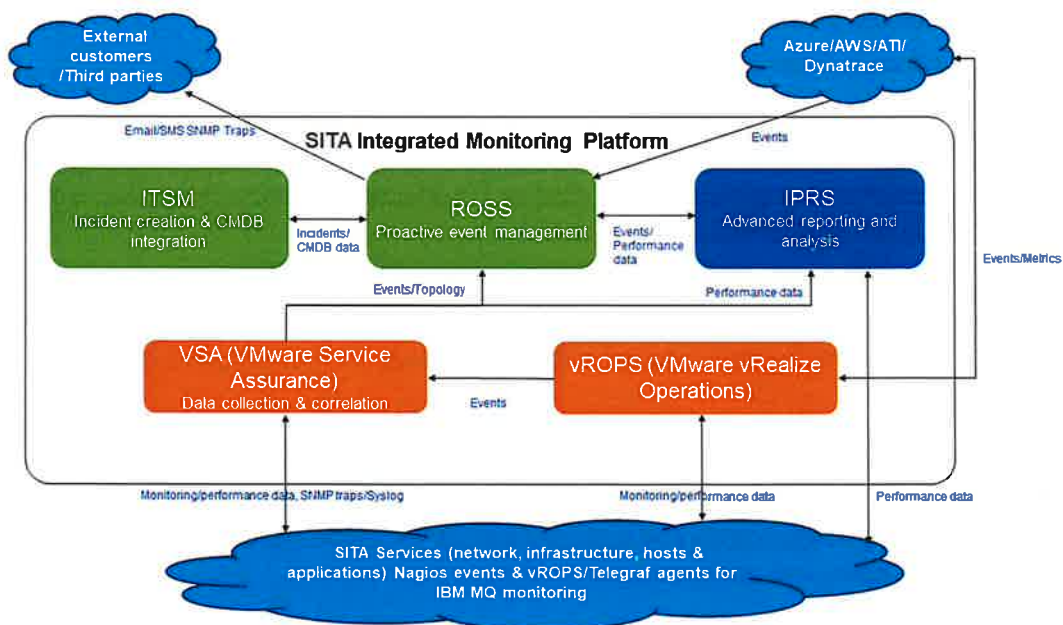 External
customers
/Third parties
Azure/AWS/ATI/
Dynatrace
Email/SMS SNMP Traps
SITA Integrated Monitoring Platform
Events
ITSM
Incident creation & CMDB
integration
Incidents/
CMDB data
ROSS
Proactive event management
Events/
Performance
data
IPRS
Advanced reporting and
analysis
Events/Metrics
Events/Topology
Performance data
VSA (VMware Service
Assurance)
Data collection & correlation
Events
vROPS (VMware vRealize
Operations)
Monitoring/performance data, SNMP traps/Syslog
Monitoring/performance data
Performance data
SITA Services (network, infrastructure, hosts &
applications) Nagios events & vROPS/Telegraf agents for
IBM MQ monitoring